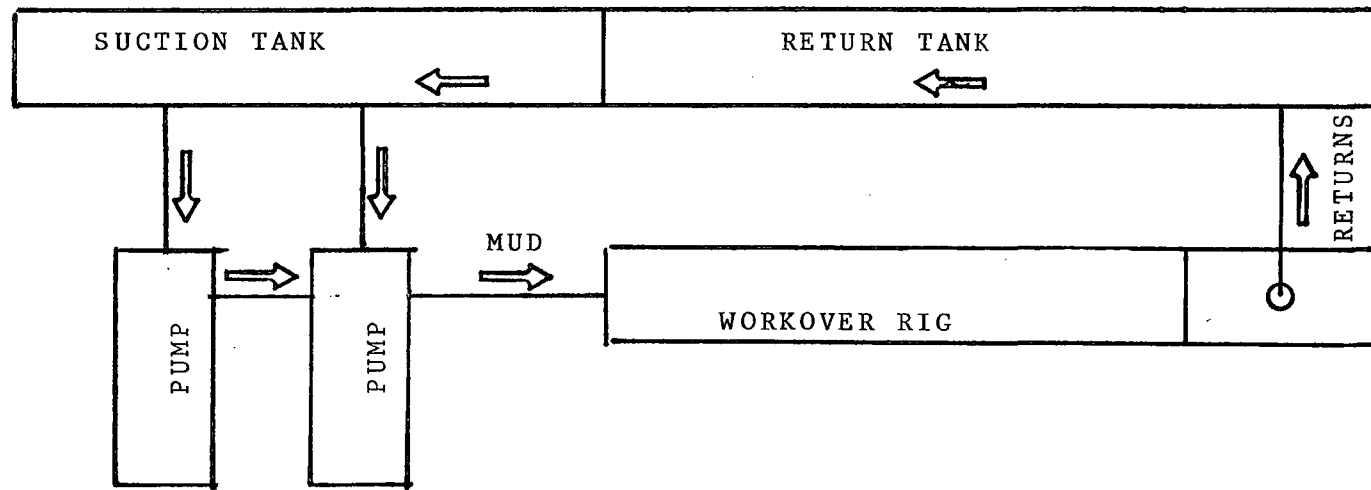 SUCTION TANK
RETURN TANK
RETURNS
MUD
PUMP
PUMP
WORKOVER RIG